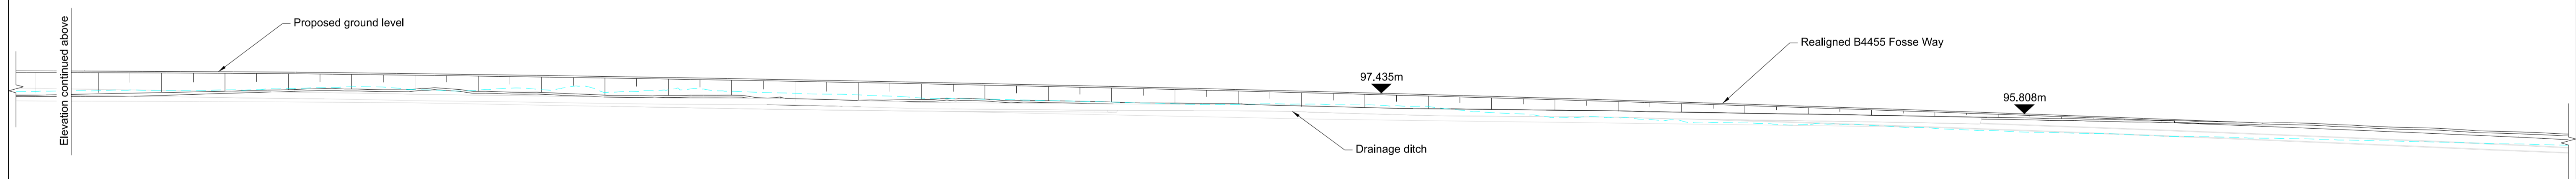 Elevation continued above
Proposed ground level
97.435m
Realigned B4455 Fosse Way
95.808m
Drainage ditch